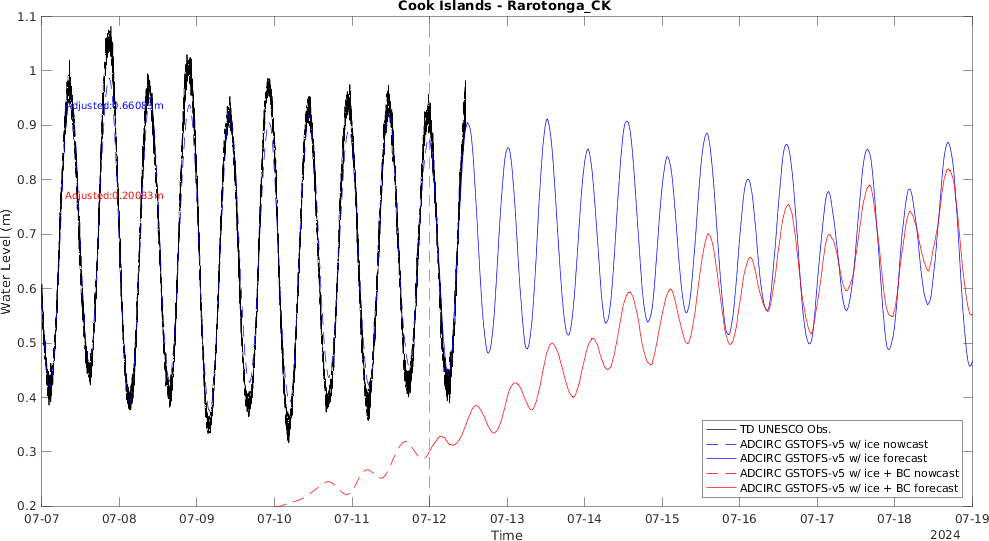 Cook Islands - Rarotonga_CK
1.1
1
0.9
0.8
0.7
0.6
0.5
0.4
0.3
0.2
Water Level (m)
Adjusted:0.66083m
Adjusted:0.20083m
TD UNESCO Obs.
ADCIRC GSTOFS-v5 w/ ice nowcast
ADCIRC GSTOFS-v5 w/ ice forecast
ADCIRC GSTOFS-v5 w/ ice + BC nowcast
ADCIRC GSTOFS-v5 w/ ice + BC forecast
07-07 07-08 07-09 07-10 07-11 07-12 07-13 07-14 07-15 07-16 07-17 07-18 07-19
Time
2024